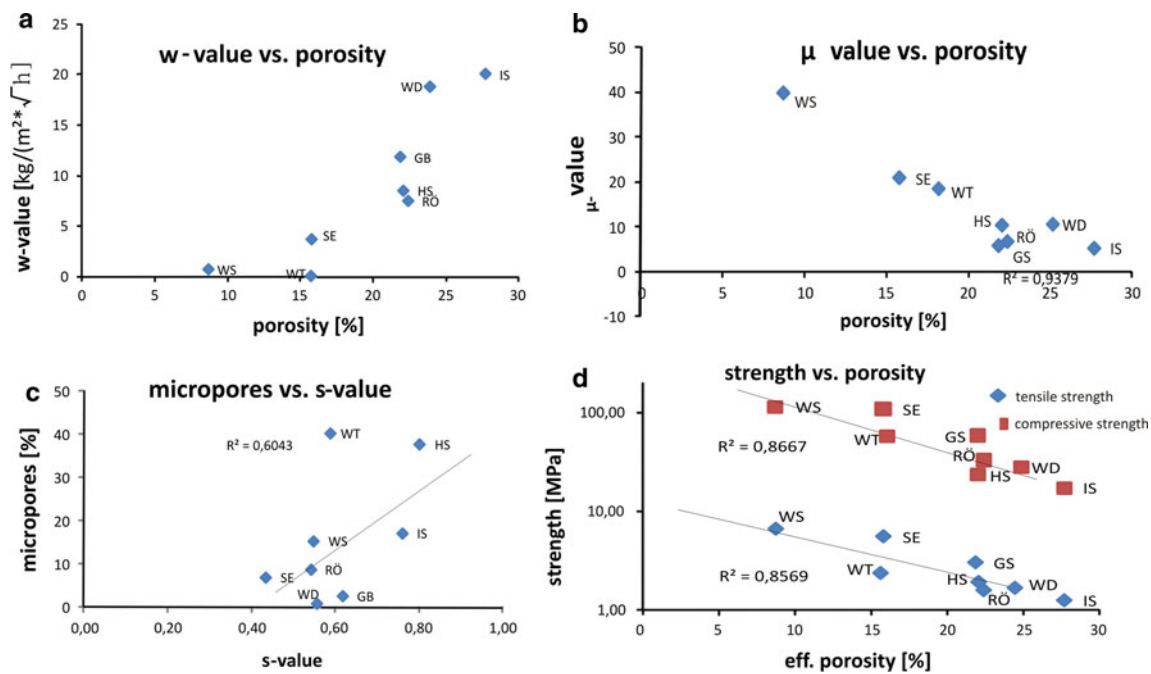 a
w-value vs. porosity
w-value [kg/(m²*√h]
25
20
15
10
5
0
IS
WD
GB
HS
RÖ
SE
WS
WT
0 5 10 15 20 25 30
porosity [%]
b
μ value vs. porosity
μ- value
50
40
30
20
10
0
-10
WS
SE
WT
HS
WD
RÖ
GS
IS
R² = 0,9379
0 5 10 15 20 25 30
porosity [%]
c
micropores vs. s-value
micropores [%]
50
40
30
20
10
0
R² = 0,6043
WT
HS
WS
IS
RÖ
SE
WD
GB
0,00 0,20 0,40 0,60 0,80 1,00
s-value
d
strength vs. porosity
tensile strength
compressive strength
strength [MPa]
100,00
10,00
1,00
WS
SE
WT
GS
RÖ
HS
WD
IS
R² = 0,8667
WS
SE
WT
GS
HS
RÖ
WD
IS
R² = 0,8569
0 5 10 15 20 25 30
eff. porosity [%]